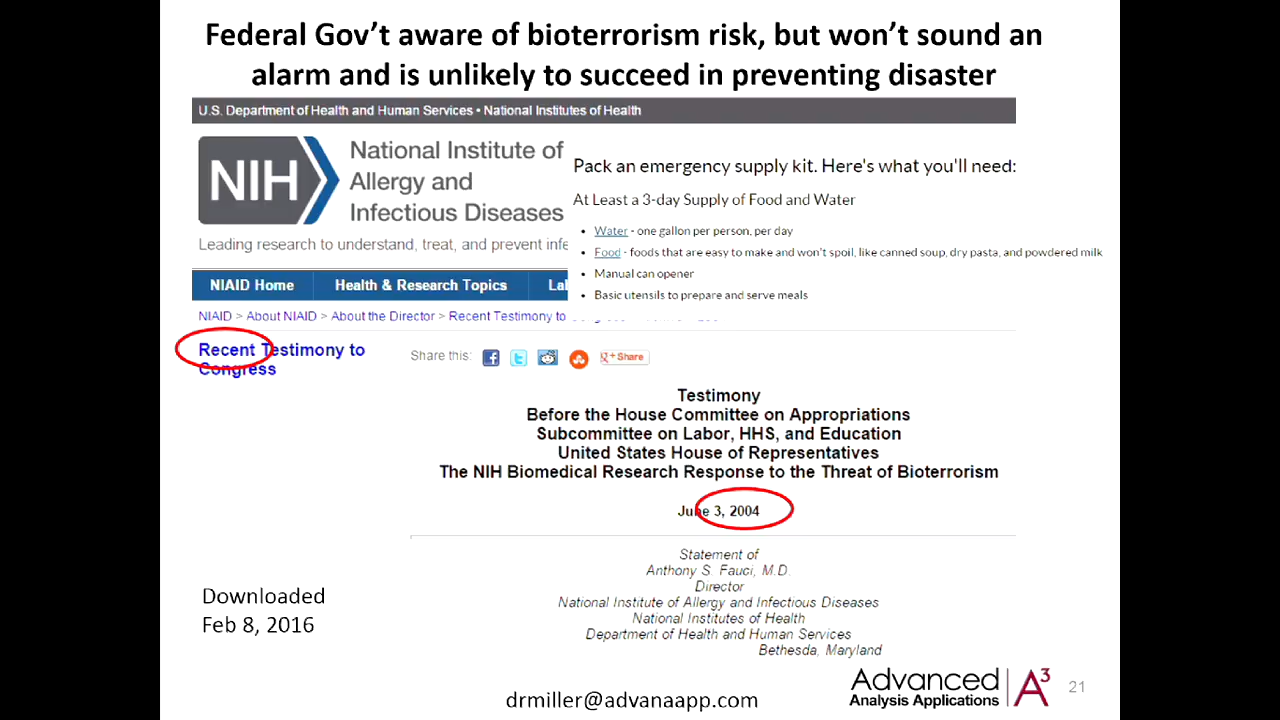 Federal Gov't aware of bioterrorism risk, but won't sound an
alarm and is unlikely to succeed in preventing disaster
U.S. Department of Health and Human Services • National Institutes of Health
NIH
National Institute of
Allergy and
Infectious Diseases
Leading research to understand, treat, and prevent
Pack an emergency supply kit. Here's what you'll need:
At Least a 3-day Supply of Food and Water
• Water - one gallon per person, per day
• Food - foods that are easy to make and won't spoil, like canned soup, dry pasta, and powdered milk
• Manual can opener
• Basic utensils to prepare and serve meals
NIAID Home Health & Research Topics
NIAID > About NIAID > About the Director > Recent Testimony to
Recent Testimony to
Congress
Share this:
g+ Share
Testimony
Before the House Committee on Appropriations
Subcommittee on Labor, HHS, and Education
United States House of Representatives
The NIH Biomedical Research Response to the Threat of Bioterrorism
June 3, 2004
Statement of
Anthony S. Fauci, M.D.
Director
National Institute of Allergy and Infectious Diseases
National Institutes of Health
Department of Health and Human Services
Bethesda, Maryland
Downloaded
Feb 8, 2016
drmiller@advanaapp.com
Advanced
Analysis Applications
A3
21